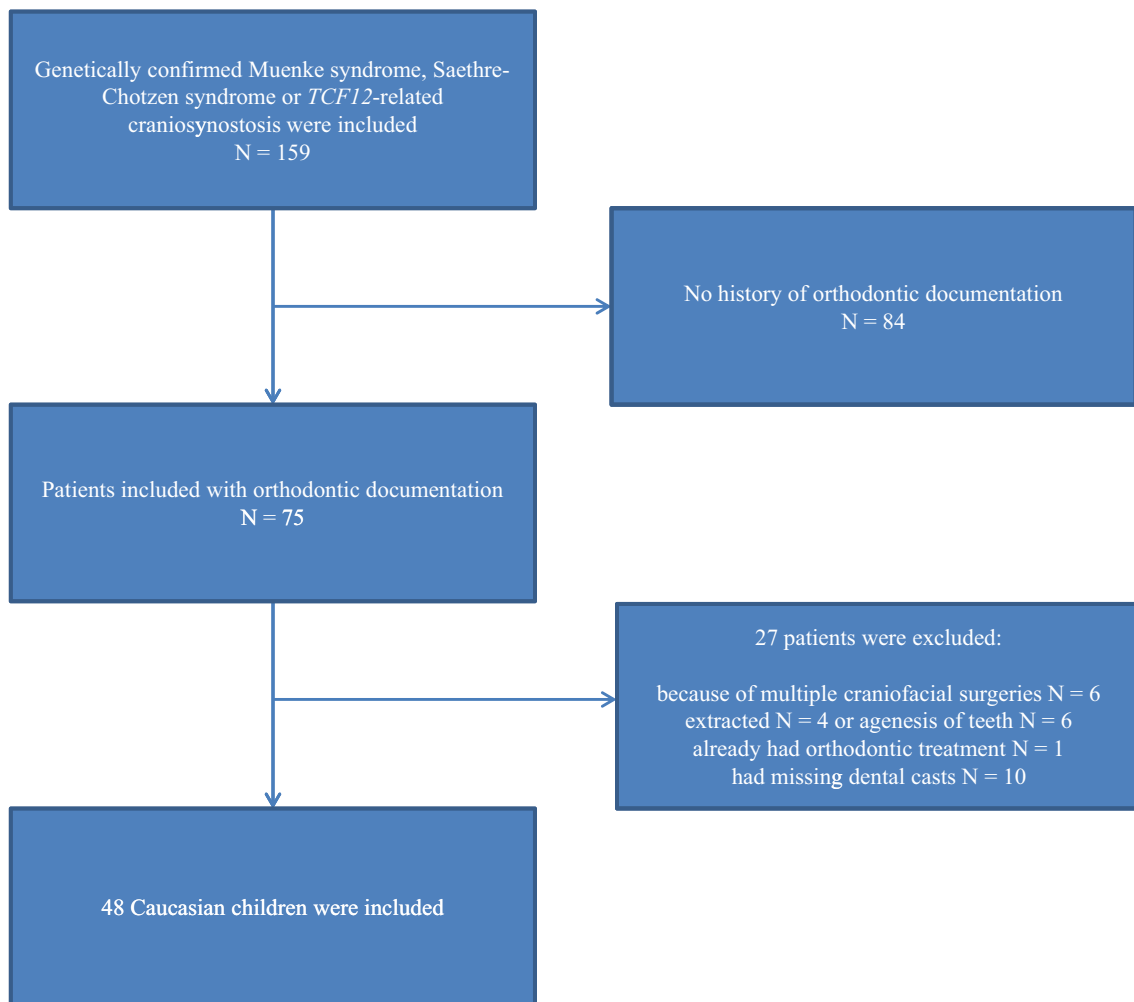 Genetically confirmed Muenke syndrome, Saethre-
Chotzen syndrome or TCF12-related
craniosynostosis were included
N = 159
No history of orthodontic documentation
N = 84
Patients included with orthodontic documentation
N = 75
27 patients were excluded:
because of multiple craniofacial surgeries N = 6
extracted N = 4 or agenesis of teeth N = 6
already had orthodontic treatment N = 1
had missing dental casts N = 10
48 Caucasian children were included